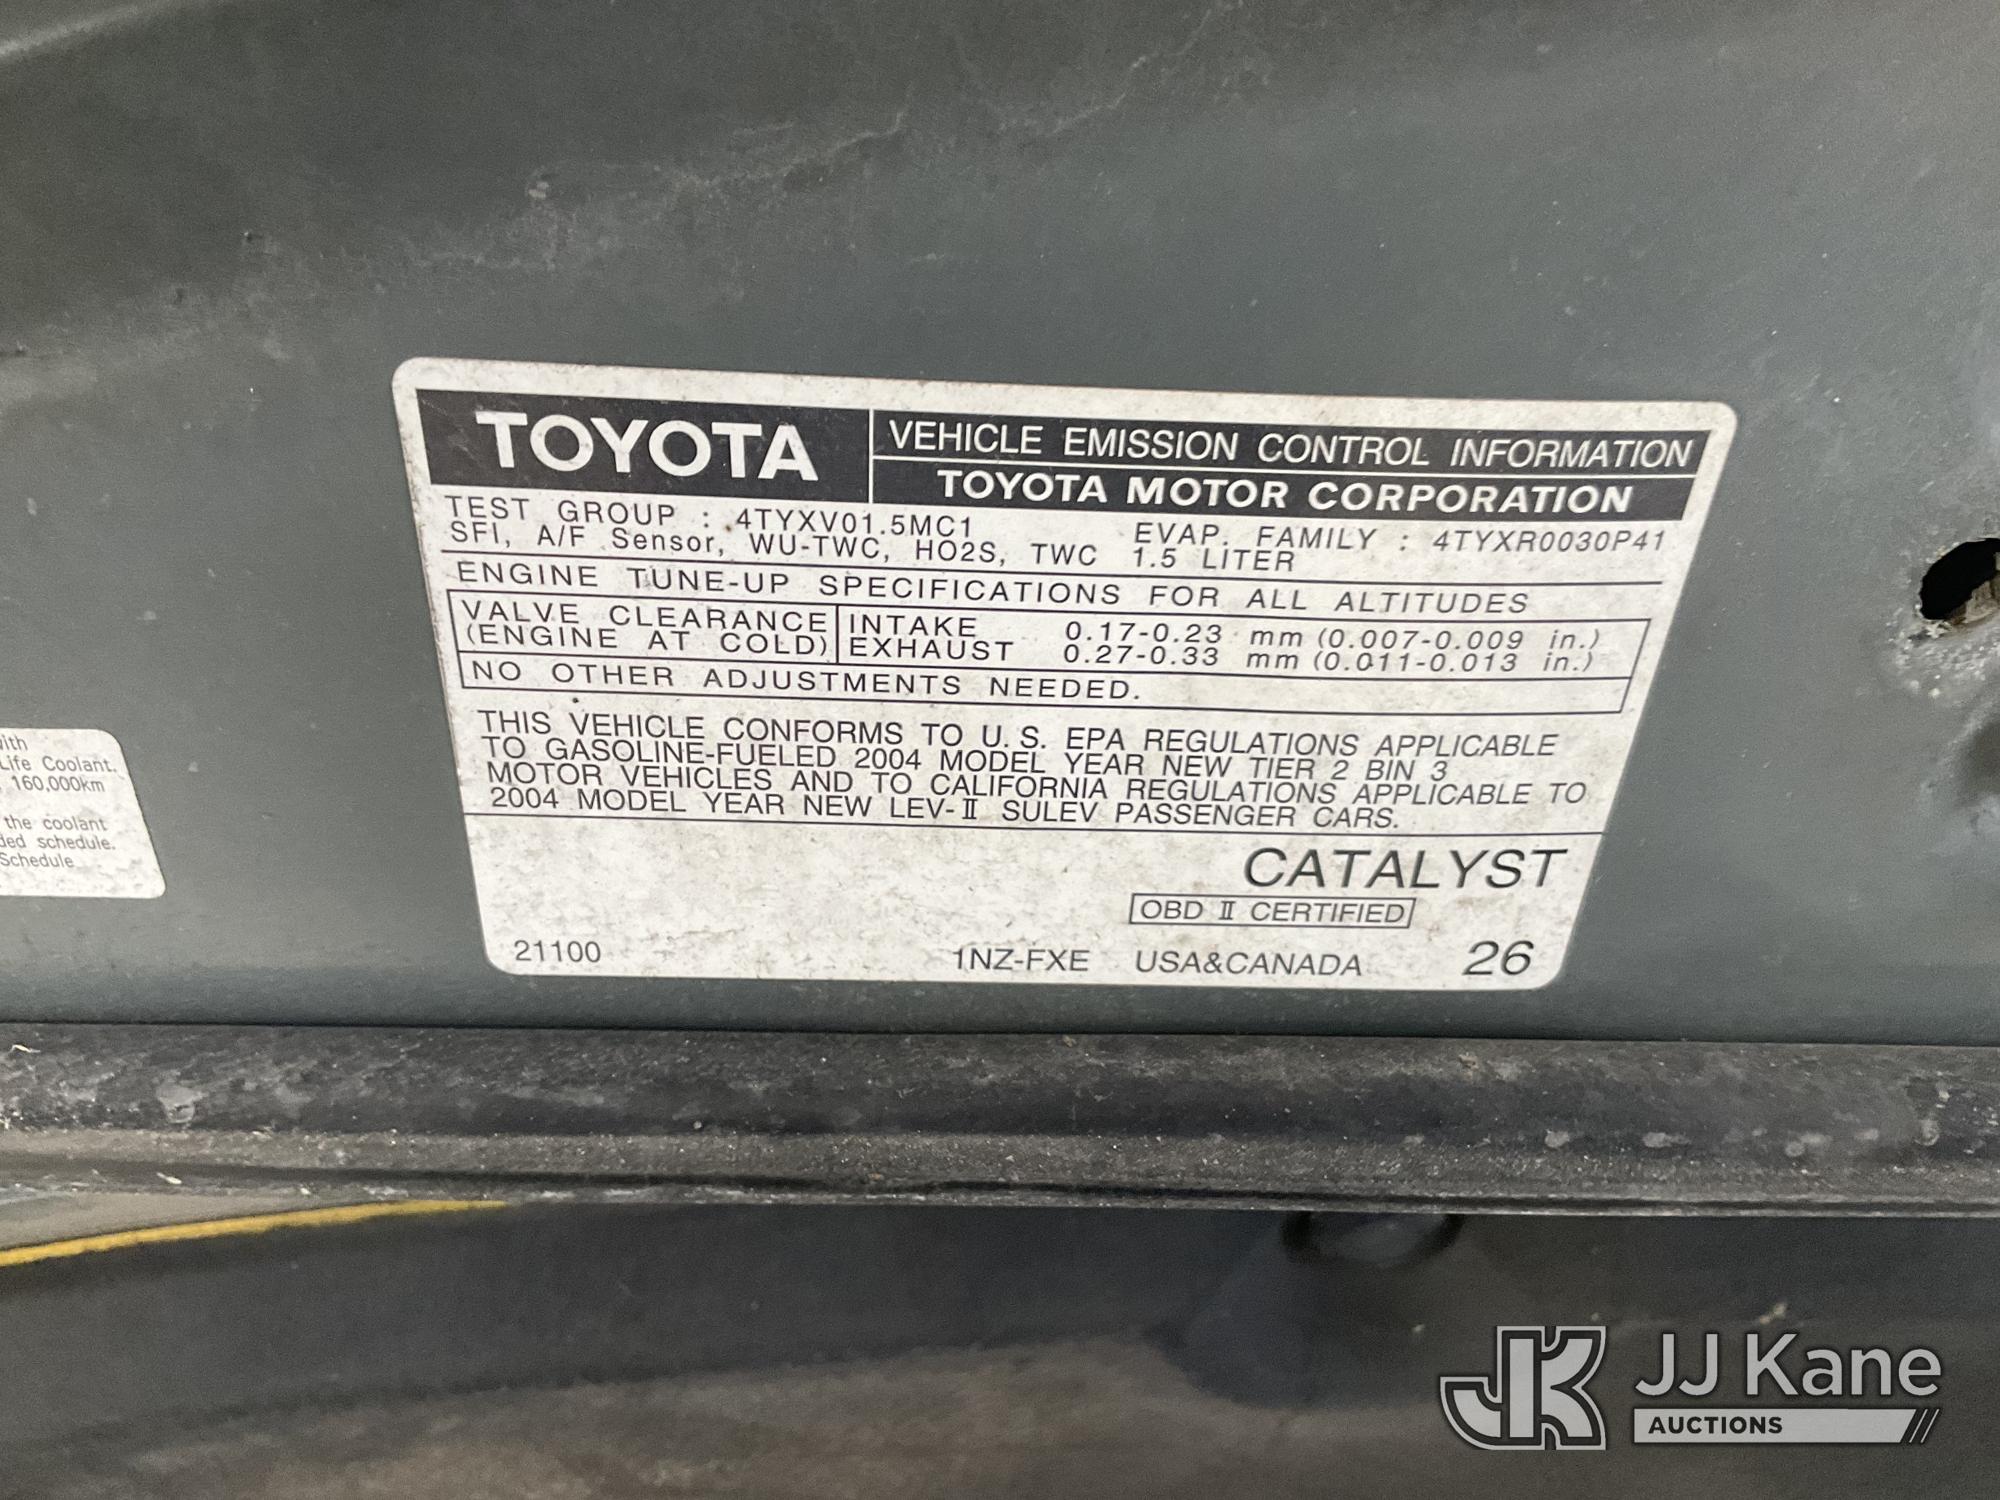 TOYOTA
VEHICLE EMISSION CONTROL INFORMATION
TOYOTA MOTOR CORPORATION
TEST GROUP : 4TYXV01.5MC1 EVAP. FAMILY : 4TYXR0030P41
SFI, A/F Sensor, WU-TWC, HO2S, TWC 1.5 LITER
ENGINE TUNE-UP SPECIFICATIONS FOR ALL ALTITUDES
VALVE CLEARANCE INTAKE 0.17-0.23 mm (0.007-0.009 in.)
(ENGINE AT COLD) EXHAUST 0.27-0.33 mm (0.011-0.013 in.)
NO OTHER ADJUSTMENTS NEEDED.
THIS VEHICLE CONFORMS TO U.S. EPA REGULATIONS APPLICABLE
TO GASOLINE-FUELED 2004 MODEL YEAR NEW TIER 2 BIN 3
MOTOR VEHICLES AND TO CALIFORNIA REGULATIONS APPLICABLE TO
2004 MODEL YEAR NEW LEV-II SULEV PASSENGER CARS.
CATALYST
OBD II CERTIFIED
21100 1NZ-FXE USA&CANADA 26
Life Coolant.
160,000km
the coolant
schedule.
Schedule
JJ Kane
AUCTIONS